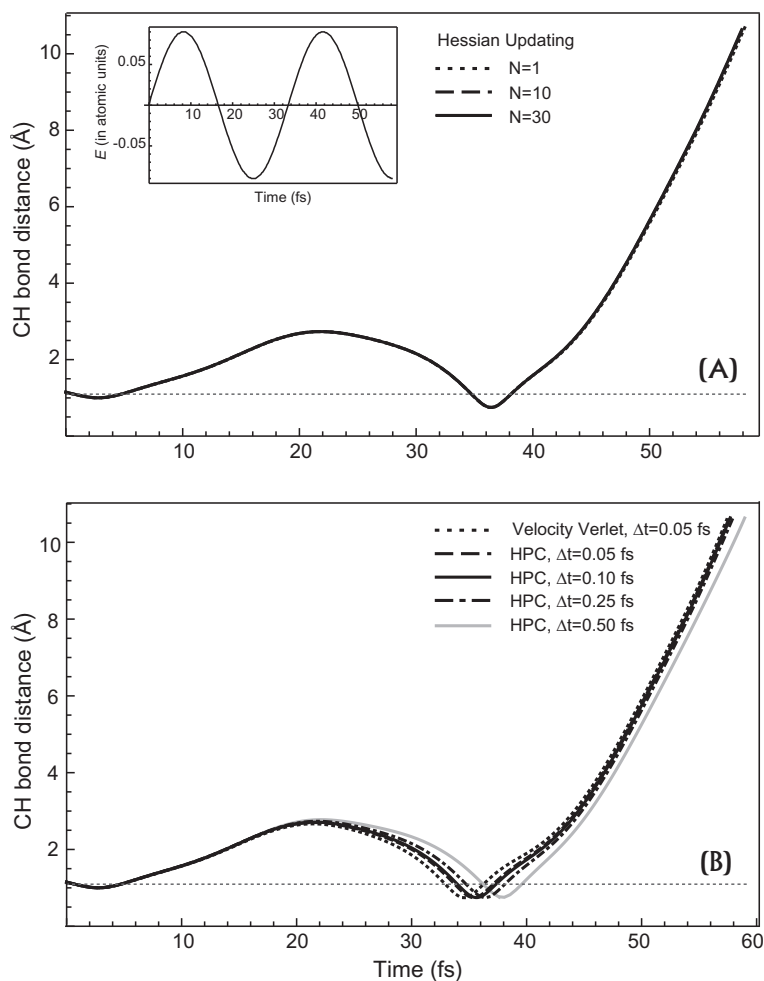 10
8
6
4
2
CH bond distance (Å)
0.05
-0.05
E (in atomic units)
10 20 30 40 50
Time (fs)
Hessian Updating
N=1
N=10
N=30
(A)
10 20 30 40 50
10
8
6
4
2
CH bond distance (Å)
Velocity Verlet, Δt=0.05 fs
HPC, Δt=0.05 fs
HPC, Δt=0.10 fs
HPC, Δt=0.25 fs
HPC, Δt=0.50 fs
(B)
10 20 30 40 50 60
Time (fs)